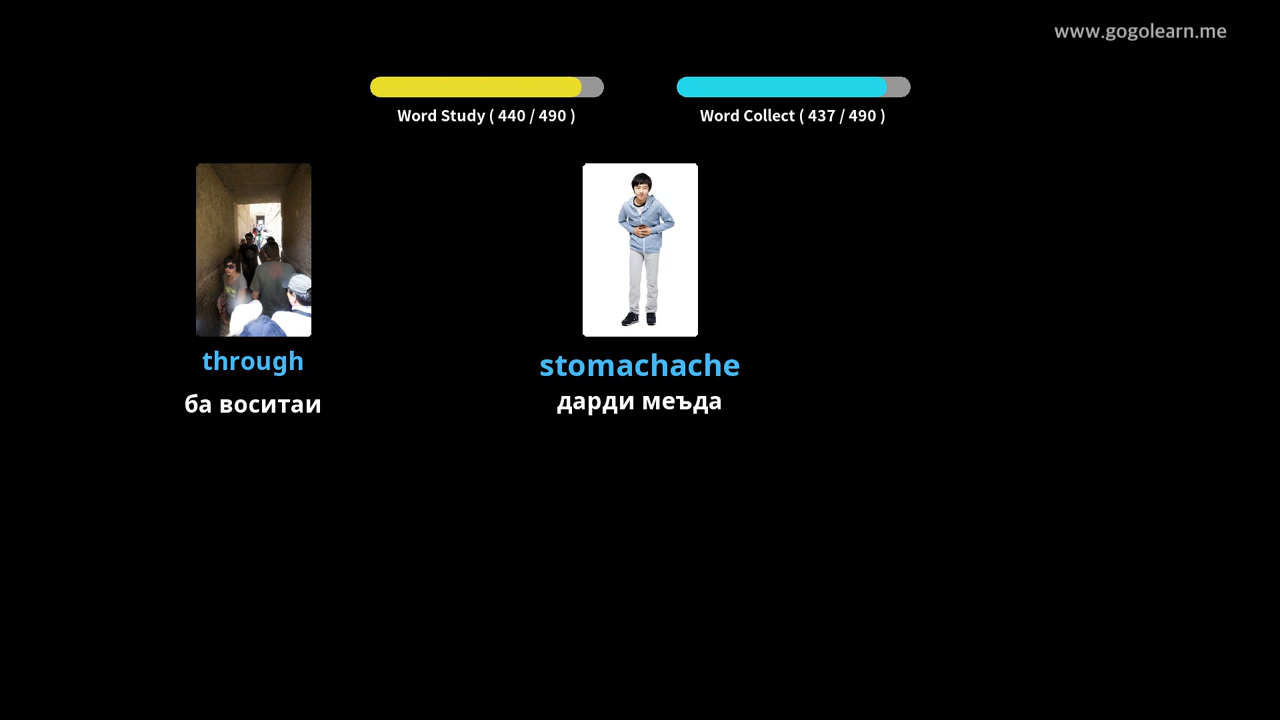 www.gogolearn.me
Word Study ( 440 / 490 )
Word Collect ( 437 / 490 )
through
ба воситаи
stomachache
дарди меъда